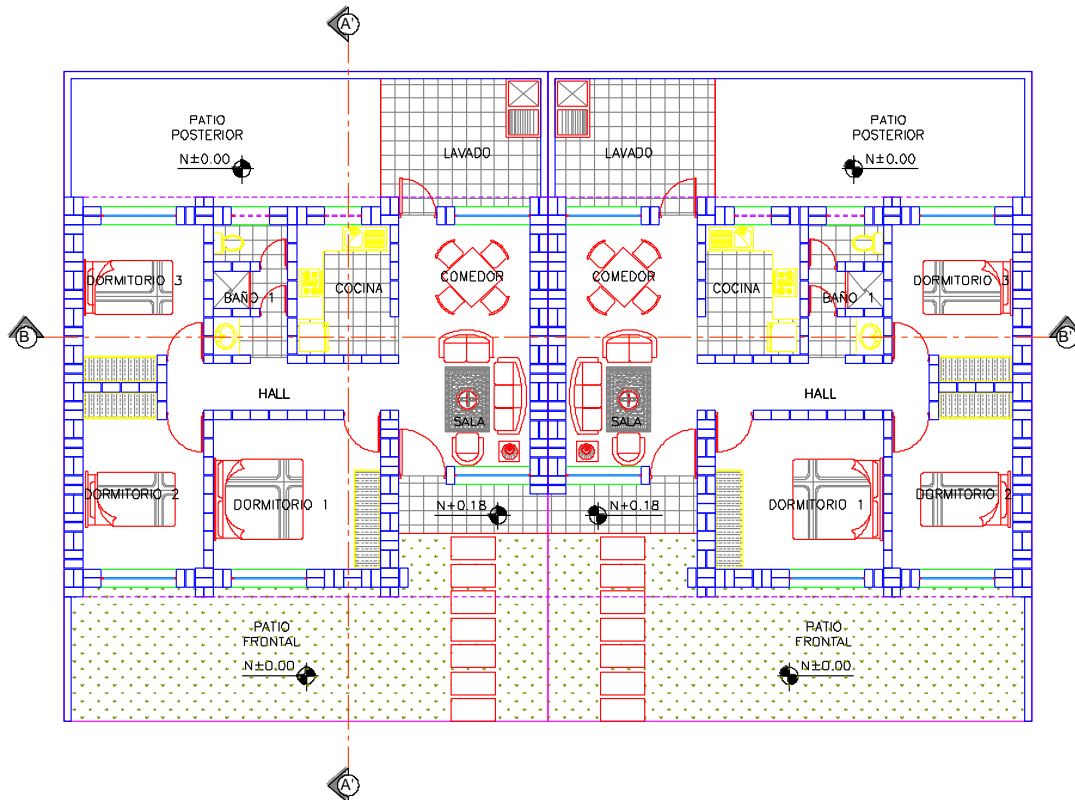 A'
PATIO
POSTERIOR
N±0.00
LAVADO
LAVADO
PATIO
POSTERIOR
N±0.00
DORMITORIO 3
BAÑO 1
COCINA
COMEDOR
COMEDOR
COCINA
BAÑO 1
DORMITORIO 3
B
B'
HALL
SALA
SALA
HALL
DORMITORIO 2
DORMITORIO 1
N+0.18
N+0.18
DORMITORIO 1
DORMITORIO 2
PATIO
FRONTAL
N±0.00
PATIO
FRONTAL
N±0.00
A'